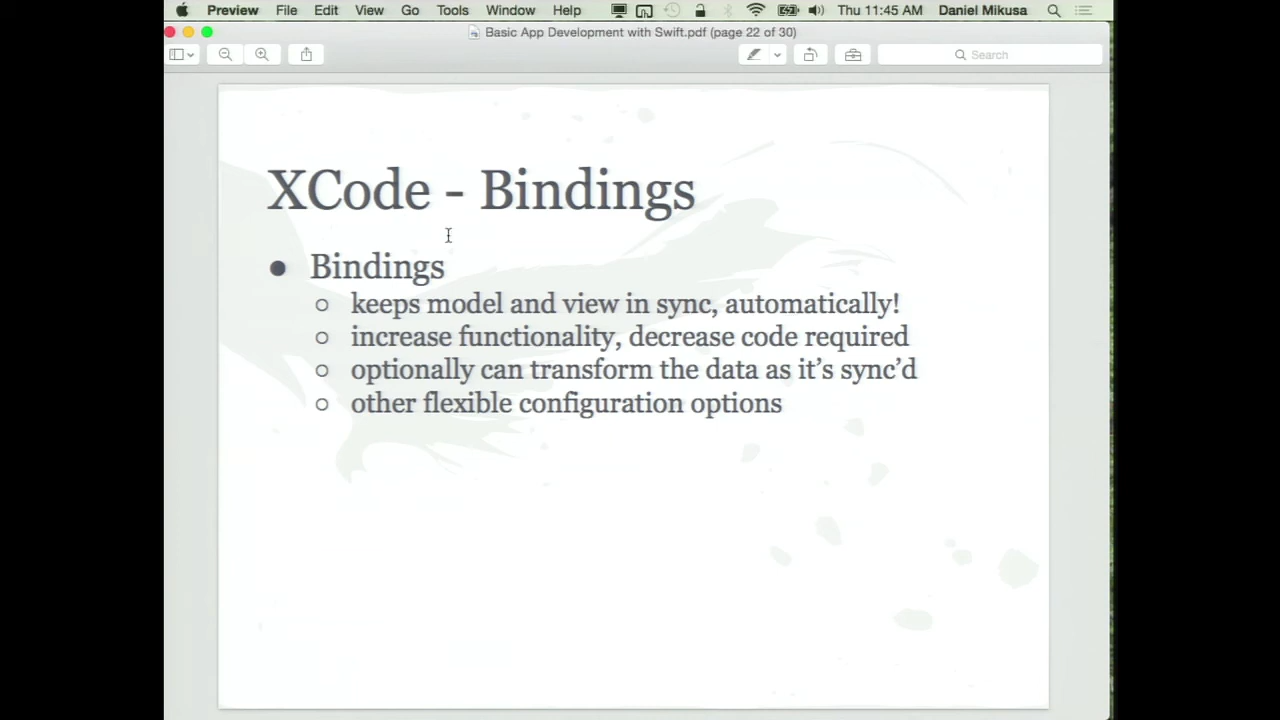 Preview File Edit View Go Tools Window Help Thu 11:45 AM Daniel Mikusa
Basic App Development with Swift.pdf (page 22 of 30)
Search
XCode - Bindings
● Bindings
○ keeps model and view in sync, automatically!
○ increase functionality, decrease code required
○ optionally can transform the data as it’s sync’d
○ other flexible configuration options